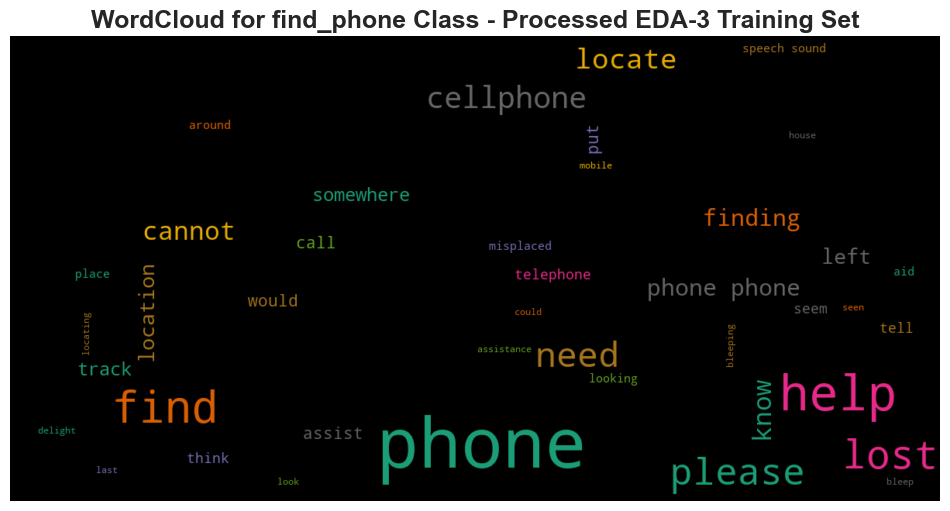 WordCloud for find_phone Class - Processed EDA-3 Training Set
speech sound
locate
cellphone
around
put
house
mobile
somewhere
finding
cannot
call
misplaced
left
place
telephone
aid
location
phone phone
would
seem
seen
could
tell
locating
bleeping
assistance
need
track
looking
find
know
help
delight
assist
phone
lost
think
please
last
look
bleep